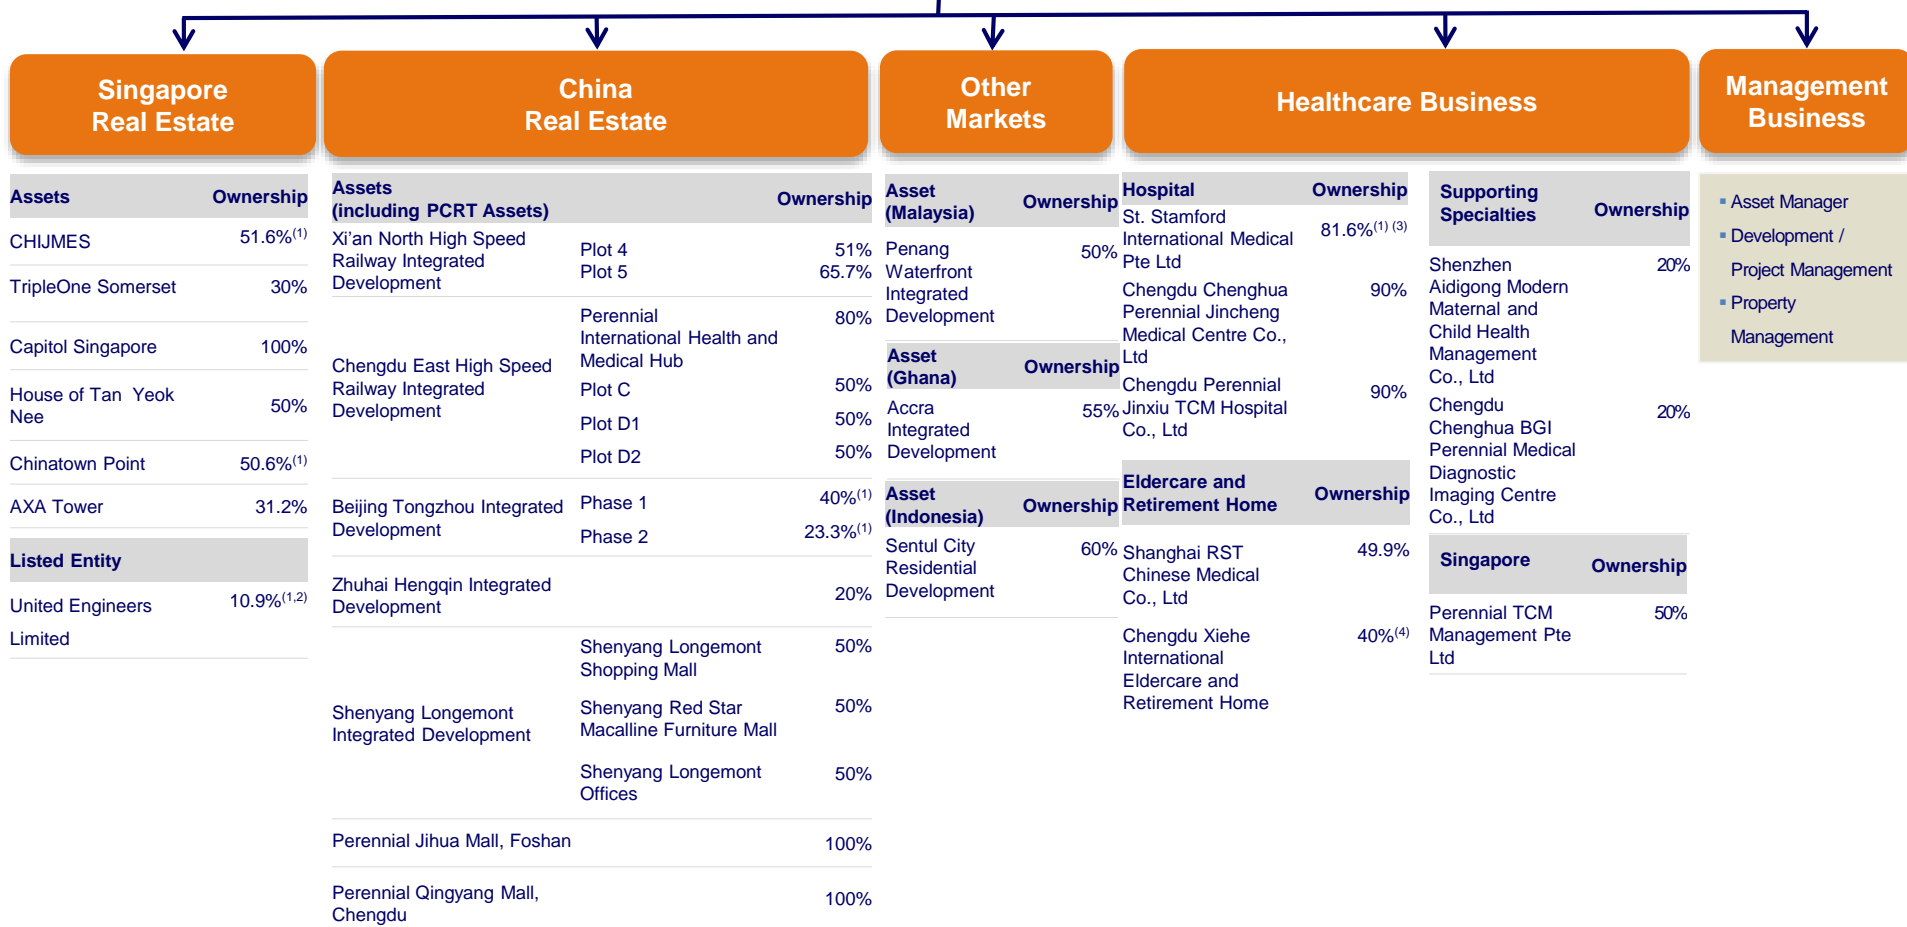 Singapore
Real Estate
China
Real Estate
Other
Markets
Healthcare Business
Management
Business
Assets Ownership
CHIJMES 51.6%(1)
TripleOne Somerset 30%
Capitol Singapore 100%
House of Tan Yeok
Nee 50%
Chinatown Point 50.6%(1)
AXA Tower 31.2%
Listed Entity
United Engineers 10.9%(1,2)
Limited
Assets
(including PCRT Assets) Ownership
Xi'an North High Speed
Railway Integrated
Development
Plot 4 51%
Plot 5 65.7%
Chengdu East High Speed
Railway Integrated
Development
Perennial 80%
International Health and
Medical Hub
Plot C 50%
Plot D1 50%
Plot D2 50%
Beijing Tongzhou Integrated
Development
Phase 1 40%(1)
Phase 2 23.3%(1)
Zhuhai Hengqin Integrated
Development 20%
Shenyang Longemont
Integrated Development
Shenyang Longemont 50%
Shopping Mall
Shenyang Red Star 50%
Macalline Furniture Mall
Shenyang Longemont 50%
Offices
Perennial Jihua Mall, Foshan 100%
Perennial Qingyang Mall, 100%
Chengdu
Asset
(Malaysia) Ownership
Penang 50%
Waterfront
Integrated
Development
Asset
(Ghana) Ownership
Accra 55%
Integrated
Development
Asset
(Indonesia) Ownership
Sentul City 60%
Residential
Development
Hospital Ownership
St. Stamford 81.6%(1) (3)
International Medical
Pte Ltd
Chengdu Chenghua 90%
Perennial Jincheng
Medical Centre Co.,
Ltd
Chengdu Perennial 90%
Jinxiu TCM Hospital
Co., Ltd
Eldercare and
Retirement Home Ownership
Shanghai RST 49.9%
Chinese Medical
Co., Ltd
Chengdu Xiehe 40%(4)
International
Eldercare and
Retirement Home
Supporting
Specialties Ownership
Shenzhen 20%
Aidigong Modern
Maternal and
Child Health
Management
Co., Ltd
Chengdu 20%
Chenghua BGI
Perennial Medical
Diagnostic
Imaging Centre
Co., Ltd
Singapore Ownership
Perennial TCM 50%
Management Pte
Ltd
▪ Asset Manager
▪ Development /
Project Management
▪ Property
Management